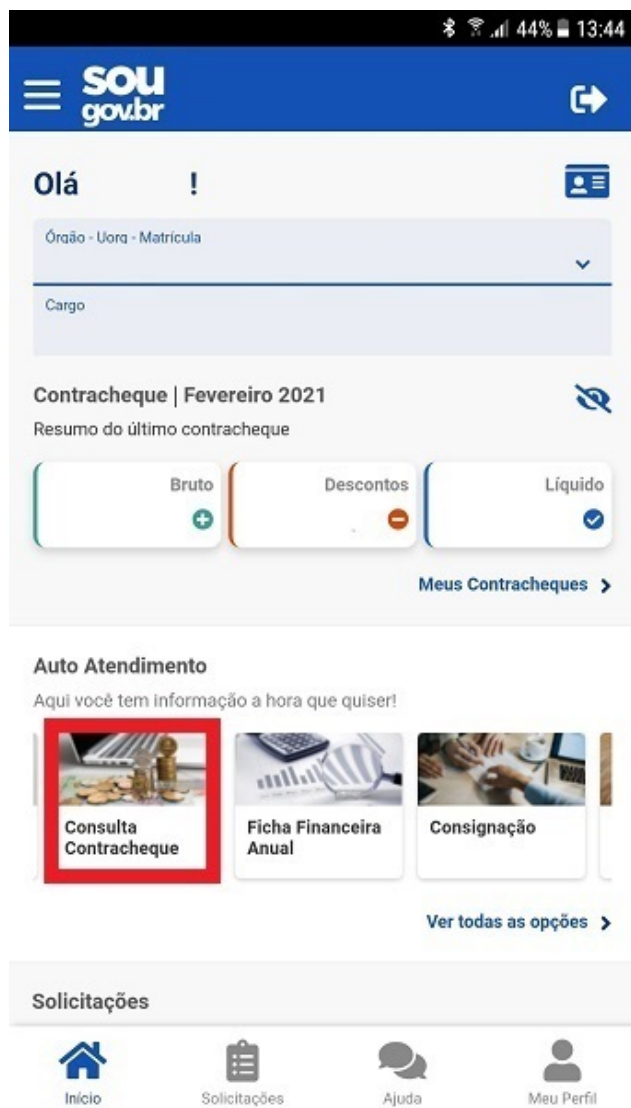 44% 13:44
sou
gov.br
Olá !
Órgão - Uorg - Matrícula
Cargo
Contracheque | Fevereiro 2021
Resumo do último contracheque
Bruto Descontos Líquido
Meus Contracheques
Auto Atendimento
Aqui você tem informação a hora que quiser!
Consulta
Contracheque
Ficha Financeira
Anual
Consignação
Ver todas as opções
Solicitações
Início Solicitações Ajuda Meu Perfil